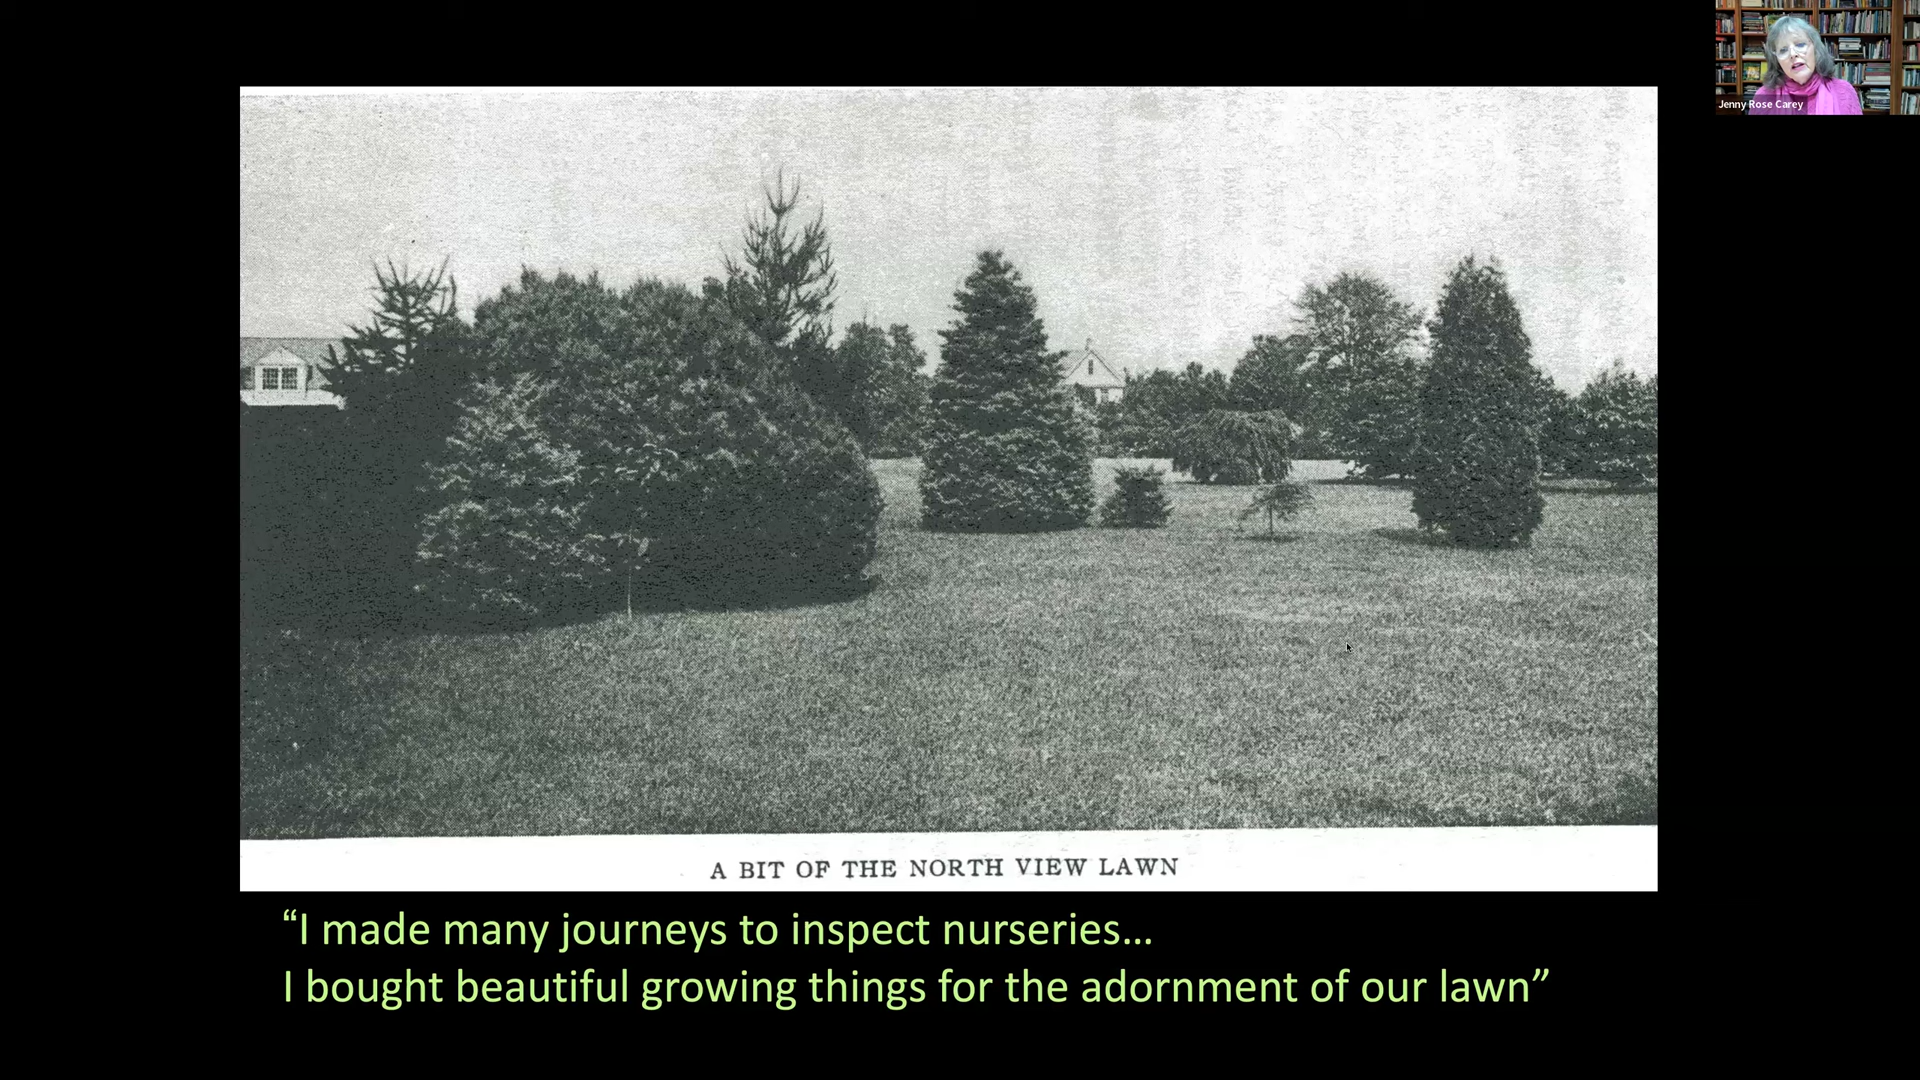 Jenny Rose Carey
A BIT OF THE NORTH VIEW LAWN
“I made many journeys to inspect nurseries…
I bought beautiful growing things for the adornment of our lawn”